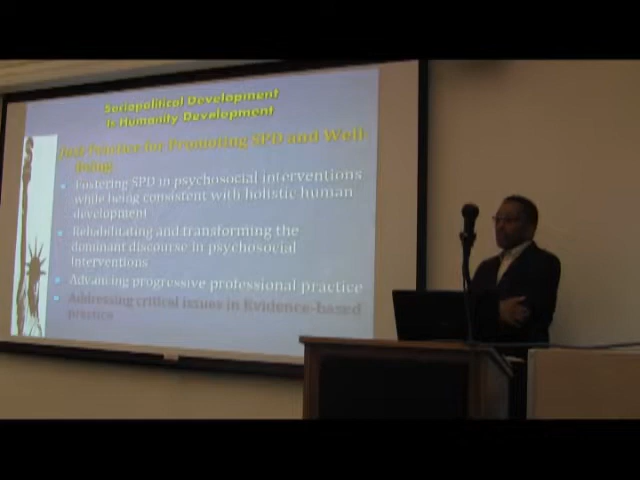 Sociopolitical Development
Is Humanity Development
Just Practice for Promoting SPD and Well-
Being
Fostering SPD in psychosocial interventions
while being consistent with holistic human
development
Rehabilitating and transforming the
dominant discourse in psychosocial
interventions
Advancing progressive professional practice
Addressing critical issues in Evidence-based
practice